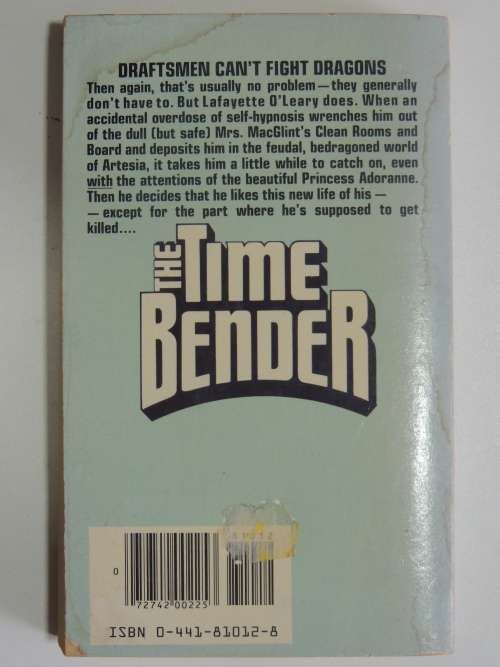 DRAFTSMEN CAN'T FIGHT DRAGONS
Then again, that's usually no problem—they generally
don't have to. But Lafayette O'Leary does. When an
accidental overdose of self-hypnosis wrenches him out
of the dull (but safe) Mrs. MacGlint's Clean Rooms and
Board and deposits him in the feudal, bedragoned world
of Artesia, it takes him a little while to catch on, even
with the attentions of the beautiful Princess Adoranne.
Then he decides that he likes this new life of his —
— except for the part where he's supposed to get
killed....
THE TIME
BENDER
0
72742 00225
ISBN 0-441-81012-8